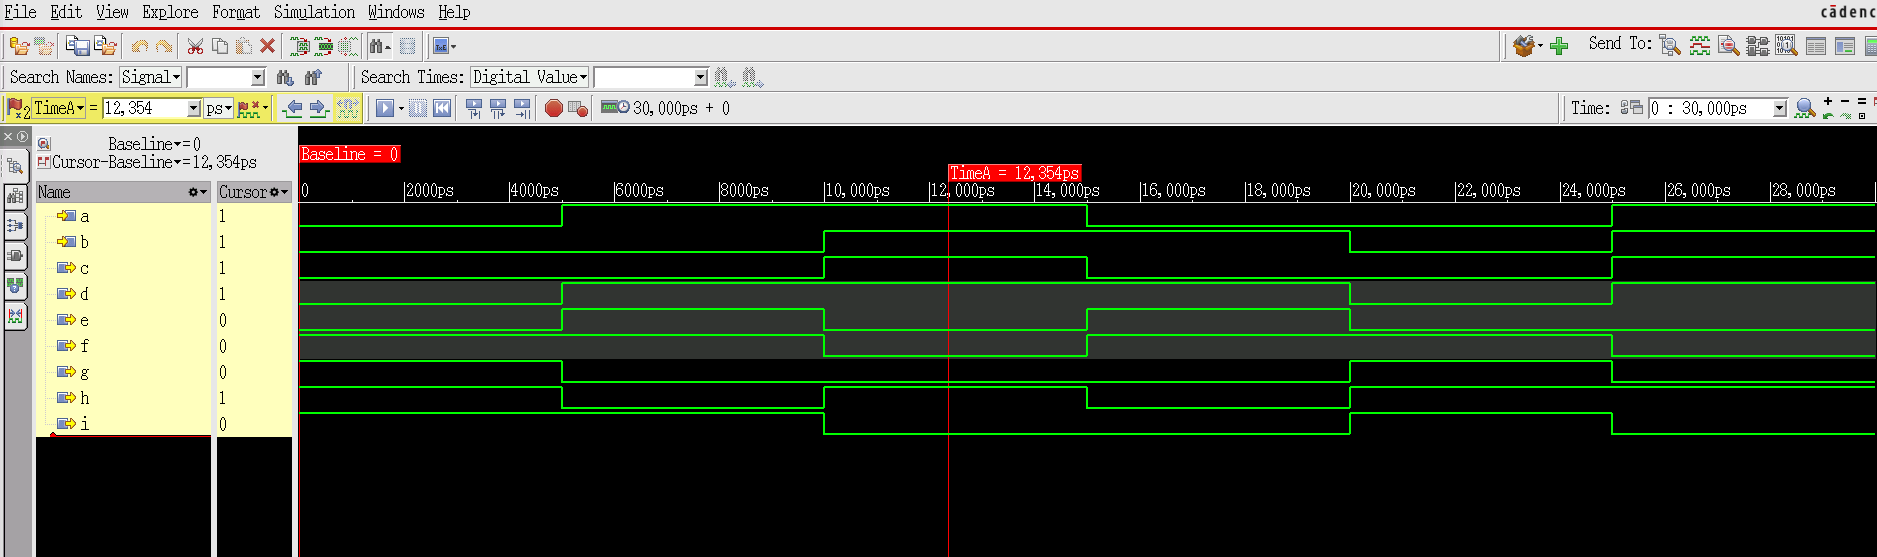 File Edit View Explore Format Simulation Windows Help
cādenc
Send To:
Search Names: Signal Search Times: Digital Value
TimeA = 12,354 ps 30,000ps + 0 Time: 0 : 30,000ps
Baseline=0
Cursor-Baseline=12,354ps
Baseline = 0
TimeA = 12,354ps
Name Cursor 0 2000ps 4000ps 6000ps 8000ps 10,000ps 12,000ps 14,000ps 16,000ps 18,000ps 20,000ps 22,000ps 24,000ps 26,000ps 28,000ps
a 1
b 1
c 1
d 1
e 0
f 0
g 0
h 1
i 0